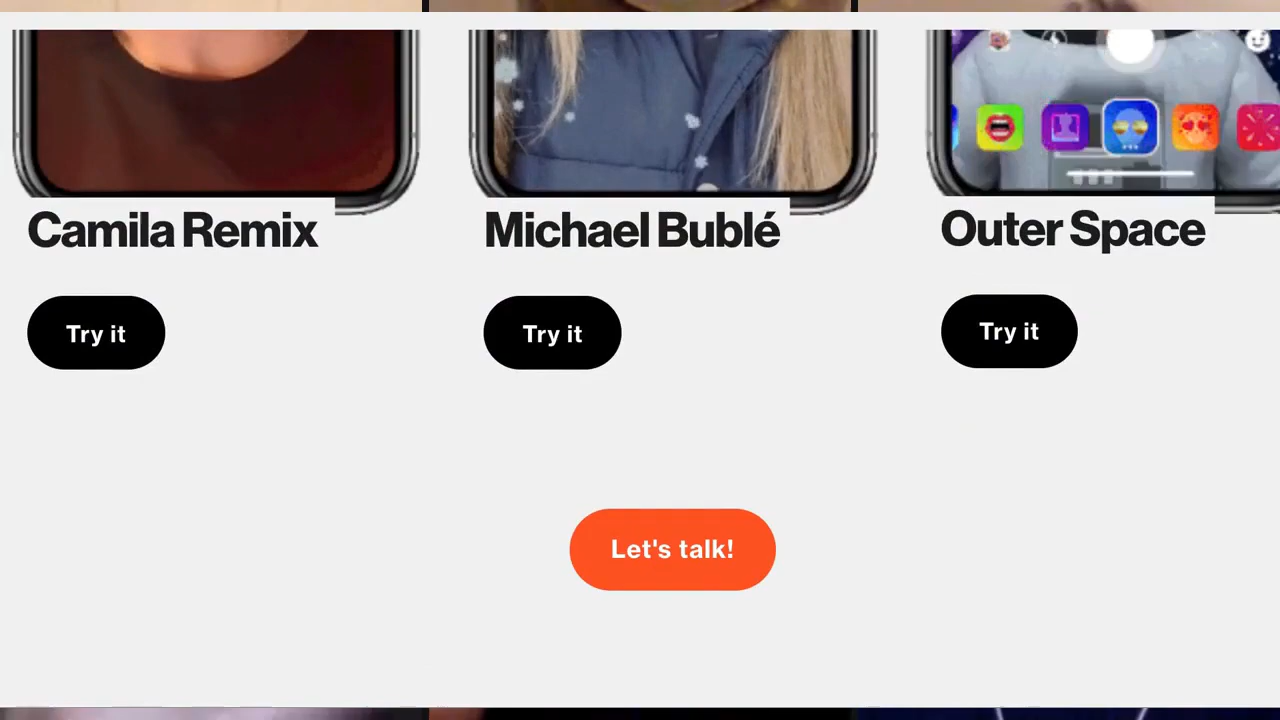 Camila Remix
Michael Bublé
Outer Space
Try it
Try it
Try it
Let's talk!